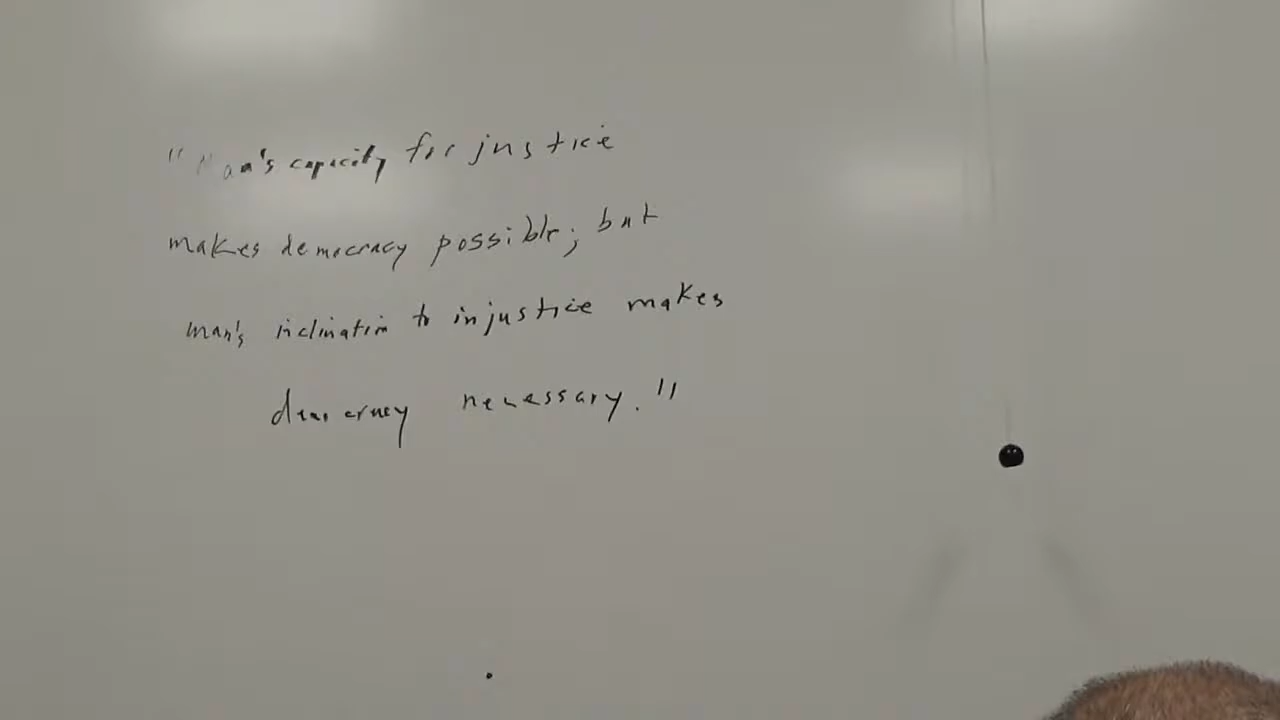 "Man's capacity for justice
makes democracy possible; but
man's inclination to injustice makes
democracy necessary."